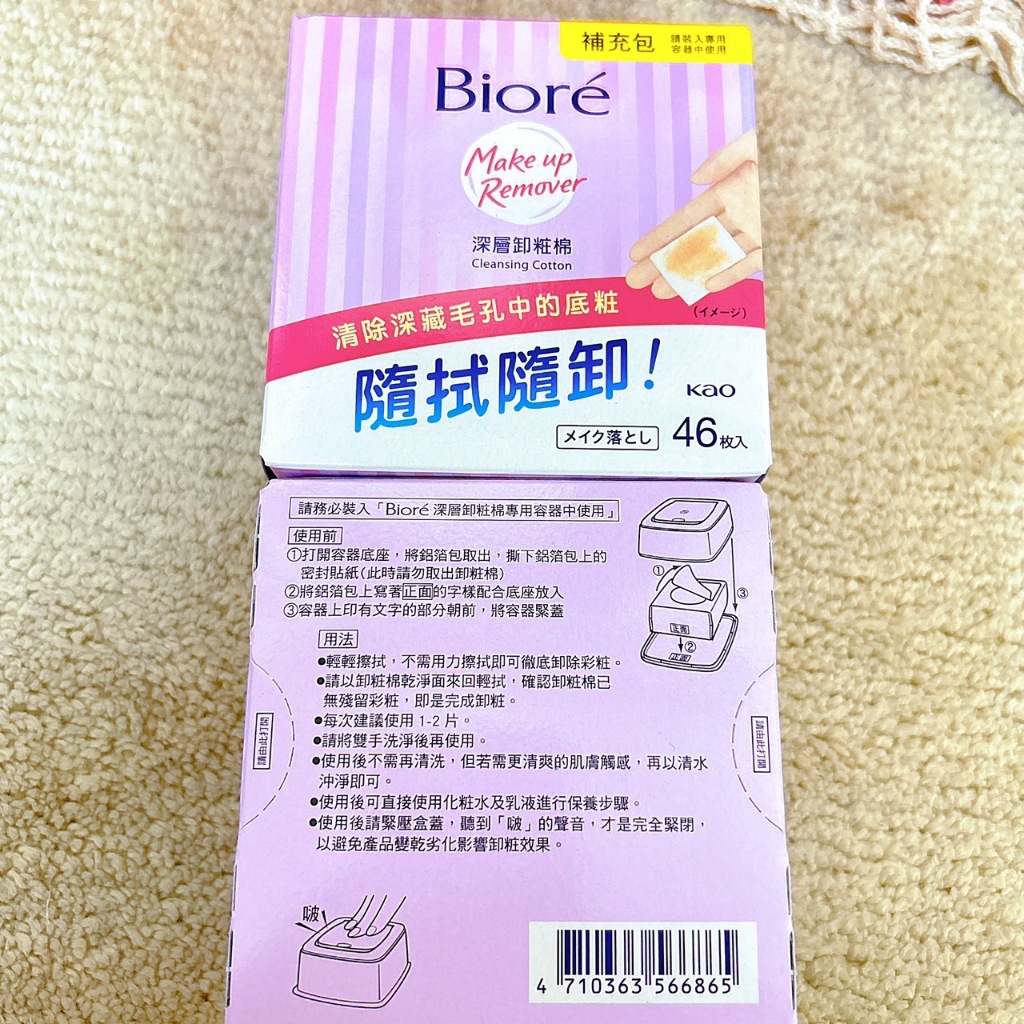 補充包
請裝入專用
容器中使用
Bioré
Make up
Remover
深層卸粧棉
Cleansing Cotton
清除深藏毛孔中的底粧
(イメージ)
隨拭隨卸!
Kao
メイク落とし
46枚入
請務必裝入「Bioré 深層卸粧棉專用容器中使用」
使用前
①打開容器底座，將鋁箔包取出，撕下鋁箔包上的
密封貼紙(此時請勿取出卸粧棉)
②將鋁箔包上寫著正面的字樣配合底座放入
③容器上印有文字的部分朝前，將容器緊蓋
①
③
正面
②
正面
用法
●輕輕擦拭，不需用力擦拭即可徹底卸除彩粧。
●請以卸粧棉乾淨面來回輕拭，確認卸粧棉已
無殘留彩粧，即是完成卸粧。
●每次建議使用 1-2 片。
●請將雙手洗淨後再使用。
●使用後不需再清洗，但若需更清爽的肌膚觸感，再以清水
沖淨即可。
●使用後可直接使用化粧水及乳液進行保養步驟。
●使用後請緊壓盒蓋，聽到「啵」的聲音，才是完全緊閉，
以避免產品變乾劣化影響卸粧效果。
請由此打開
請由此打開
啵
4 710363 566865